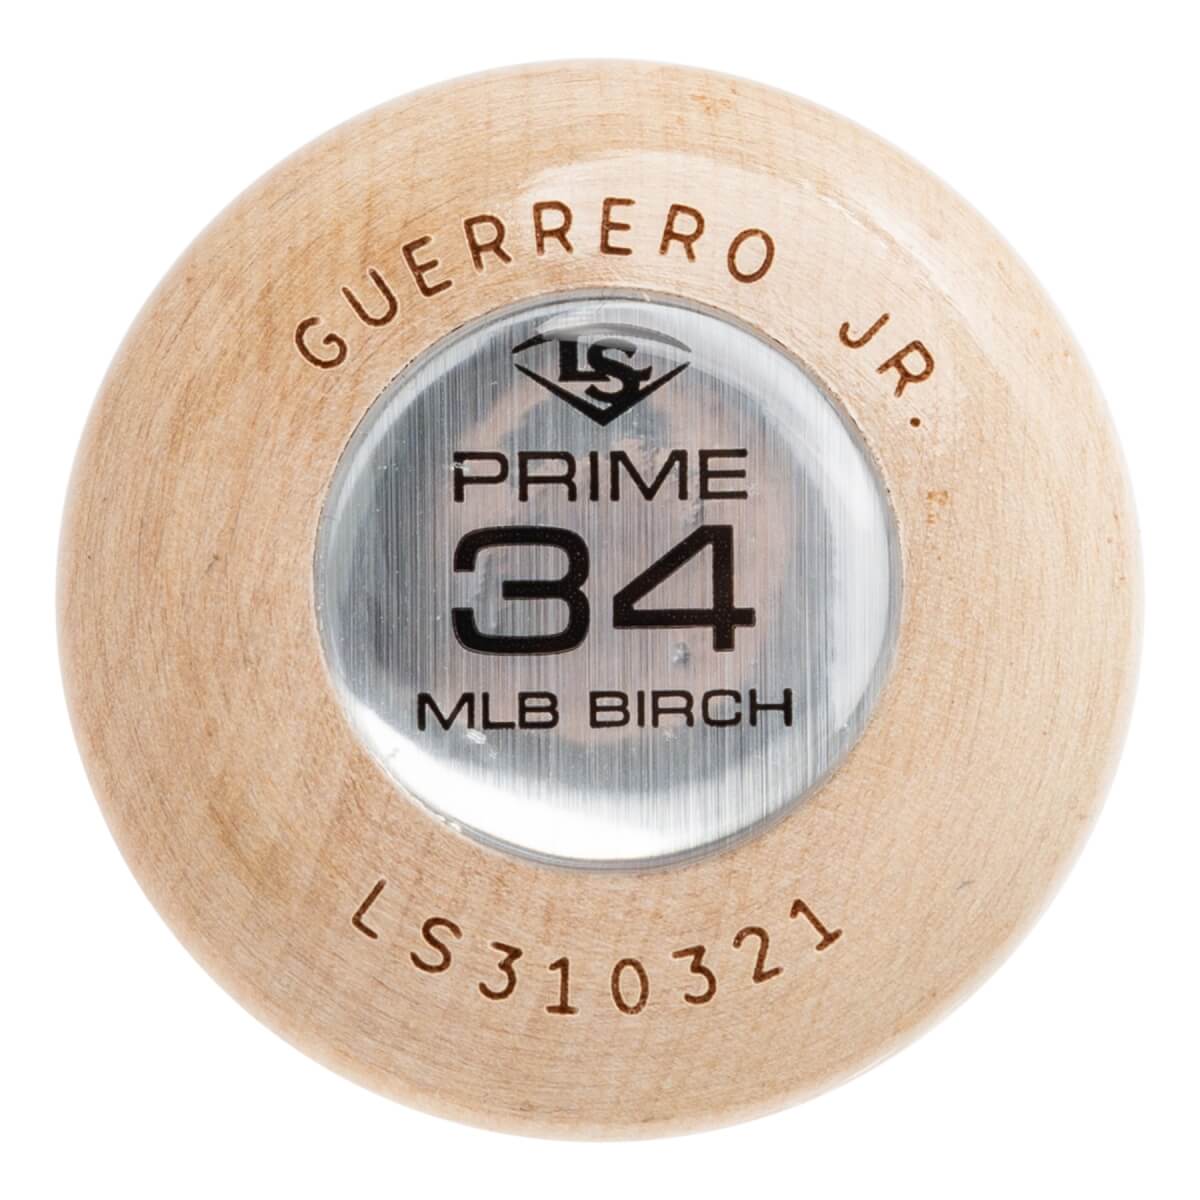 GUERRERO JR.
LS
PRIME
34
MLB BIRCH
LS310321